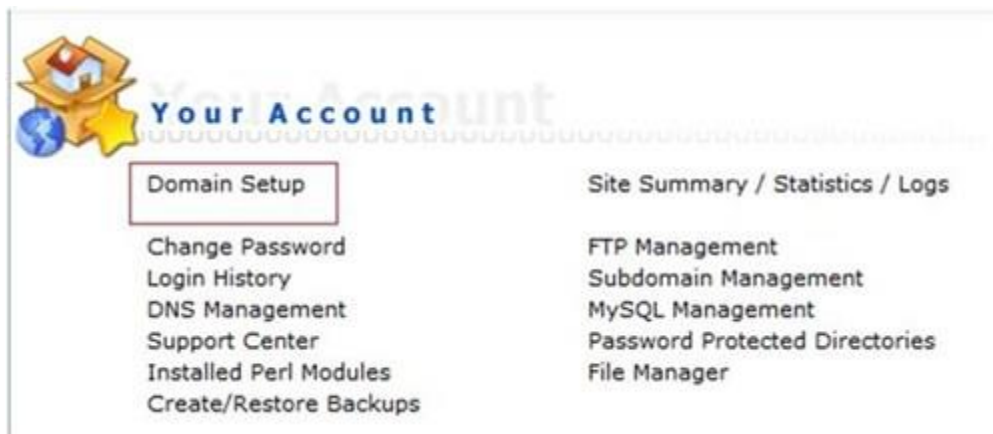 Your Account
Domain Setup
Site Summary / Statistics / Logs
Change Password
FTP Management
Login History
Subdomain Management
DNS Management
MySQL Management
Support Center
Password Protected Directories
Installed Perl Modules
File Manager
Create/Restore Backups